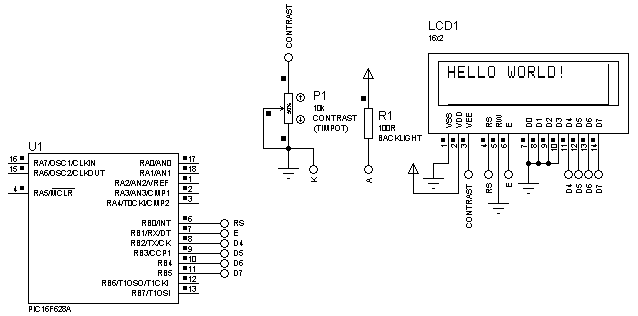 CONTRAST
P1
10k
CONTRAST
(TIMPOT)
K
R1
100R
BACKLIGHT
A
LCD1
16x2
HELLO WORLD!
VSS
VDD
VEE
RS
RW
E
D0
D1
D2
D3
D4
D5
D6
D7
1
2
3
4
5
6
7
8
9
10
11
12
13
14
CONTRAST
RS
E
D4
D5
D6
D7
U1
16 RA7/OSC1/CLKIN RA0/AN0 17
15 RA6/OSC2/CLKOUT RA1/AN1 18
RA2/AN2/VREF 1
4 RA5/MCLR RA3/AN3/CMP1 2
RA4/T0CKI/CMP2 3
RB0/INT 6 RS
RB1/RX/DT 7 E
RB2/TX/CK 8 D4
RB3/CCP1 9 D5
RB4 10 D6
RB5 11 D7
RB6/T1OSO/T1CKI 12
RB7/T1OSI 13
PIC16F628A